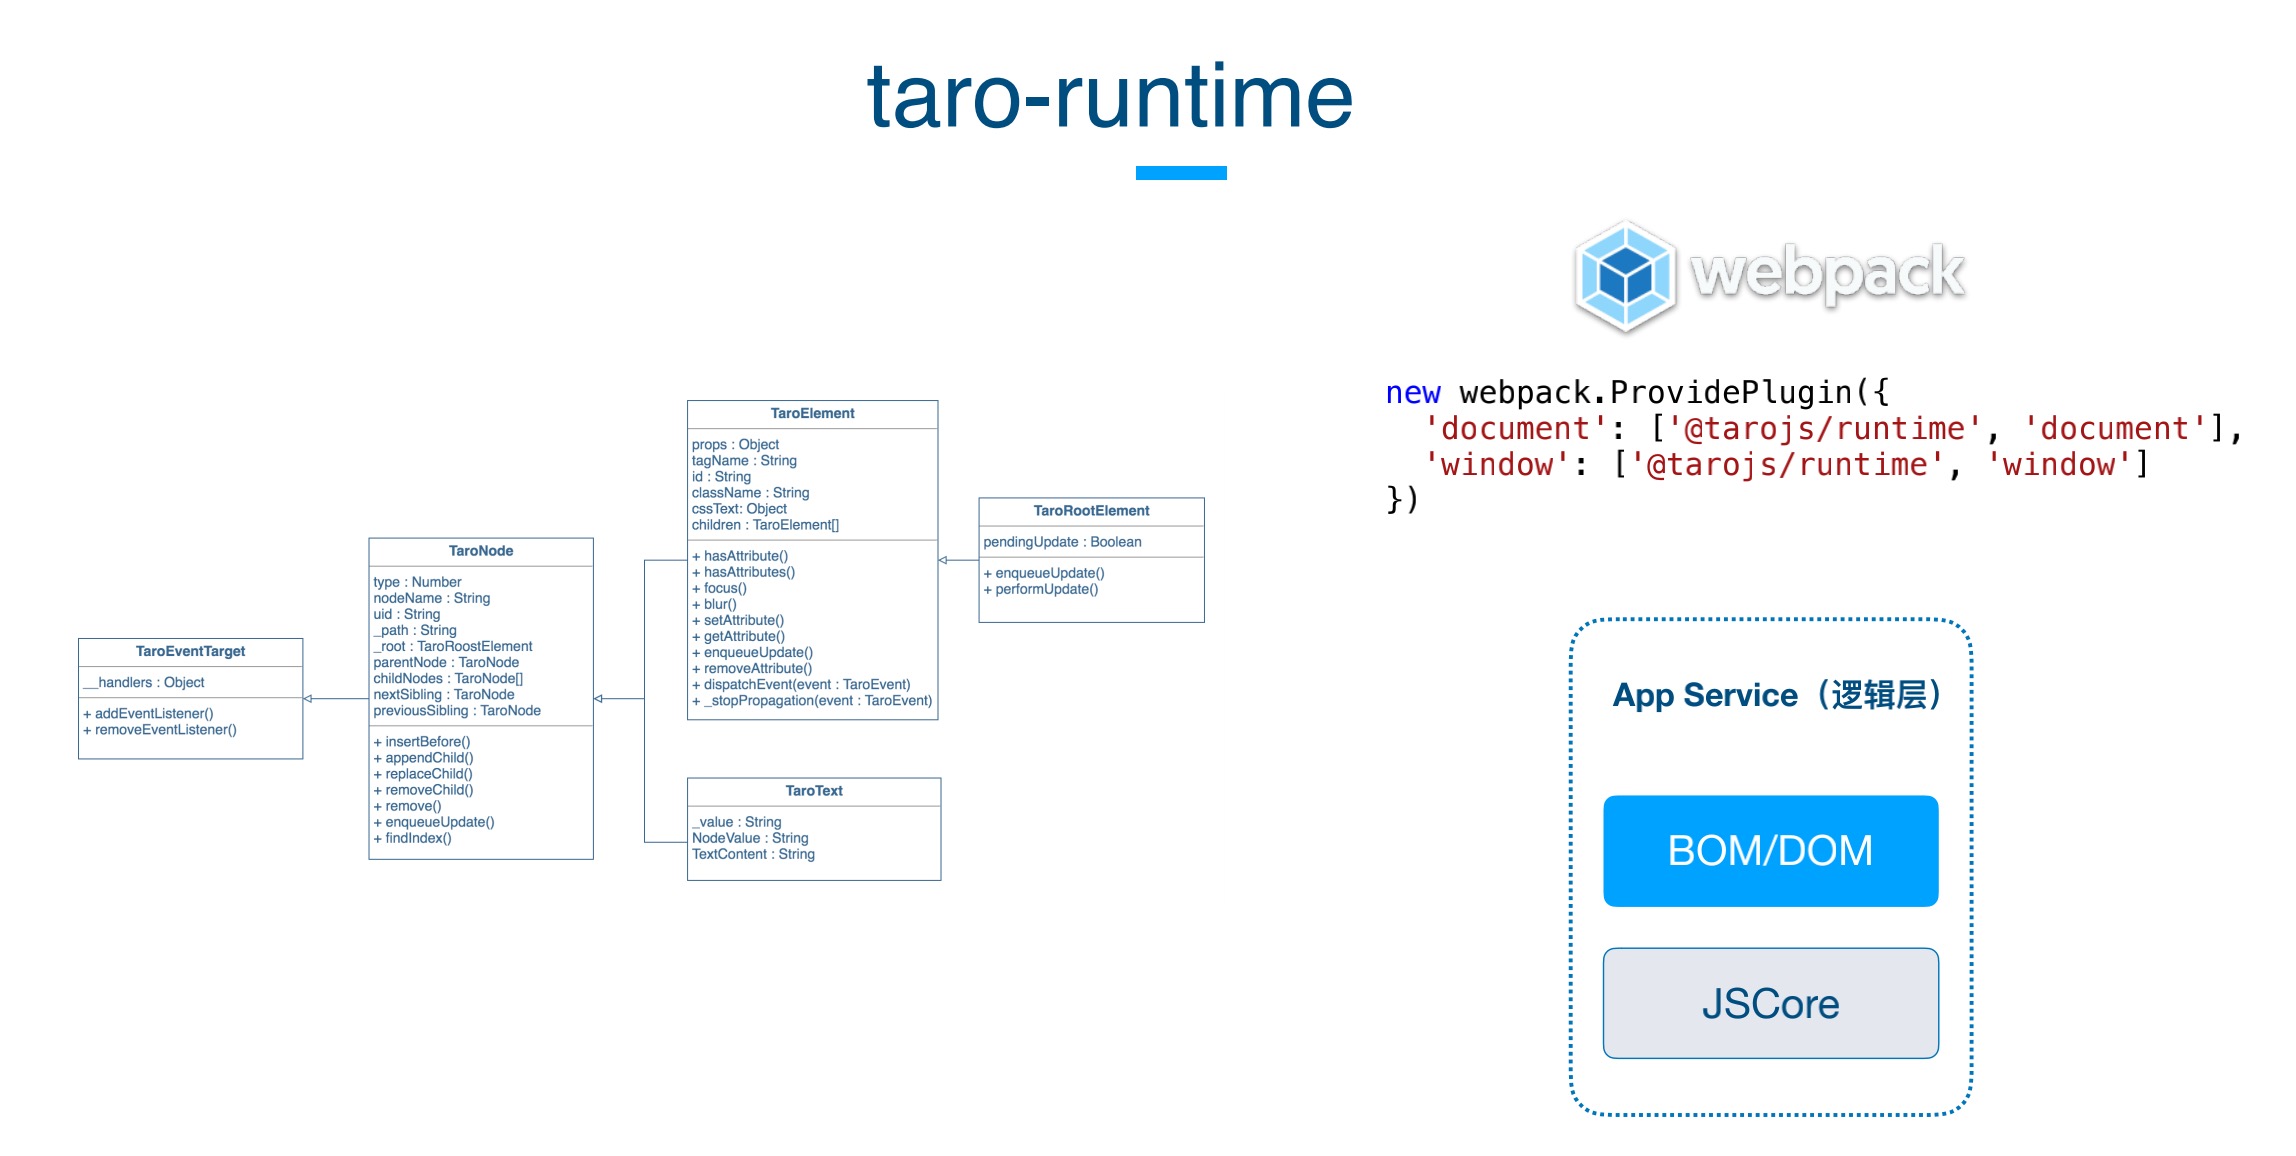 taro-runtime
TaroEventTarget
__handlers : Object
+ addEventListener()
+ removeEventListener()
TaroNode
type : Number
nodeName : String
uid : String
_path : String
_root : TaroRoostElement
parentNode : TaroNode
childNodes : TaroNode[]
nextSibling : TaroNode
previousSibling : TaroNode
+ insertBefore()
+ appendChild()
+ replaceChild()
+ removeChild()
+ remove()
+ enqueueUpdate()
+ findIndex()
TaroElement
props : Object
tagName : String
id : String
className : String
cssText: Object
children : TaroElement[]
+ hasAttribute()
+ hasAttributes()
+ focus()
+ blur()
+ setAttribute()
+ getAttribute()
+ enqueueUpdate()
+ removeAttribute()
+ dispatchEvent(event : TaroEvent)
+ _stopPropagation(event : TaroEvent)
TaroText
_value : String
NodeValue : String
TextContent : String
TaroRootElement
pendingUpdate : Boolean
+ enqueueUpdate()
+ performUpdate()
webpack
new webpack.ProvidePlugin({
  'document': ['@tarojs/runtime', 'document'],
  'window': ['@tarojs/runtime', 'window']
})
App Service（逻辑层）
BOM/DOM
JSCore